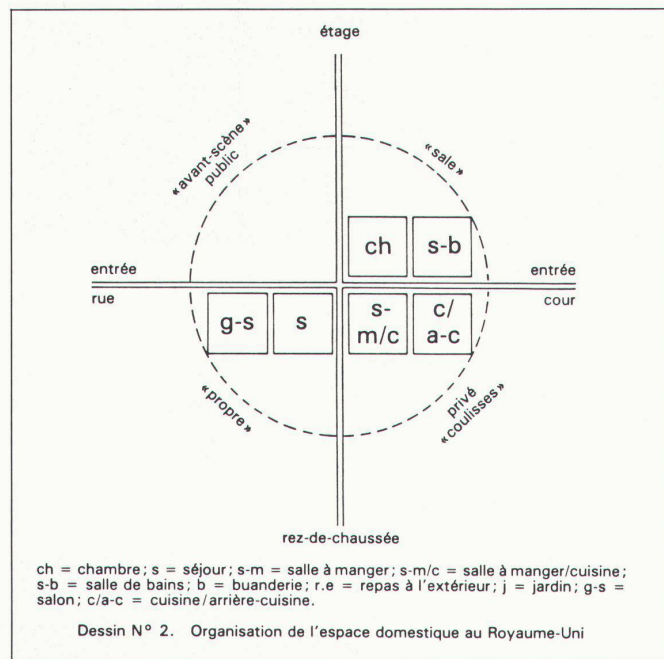 étage
«avant-scène»
public
«sale»
ch
s-b
entrée
entrée
rue
cour
g-s
s
s-
m/c
c/
a-c
«propre»
privé
«coulisses»
rez-de-chaussée
ch = chambre; s = séjour; s-m = salle à manger; s-m/c = salle à manger/cuisine;
s-b = salle de bains; b = buanderie; r.e = repas à l'extérieur; j = jardin; g-s =
salon; c/a-c = cuisine/arrière-cuisine.
Dessin N° 2. Organisation de l'espace domestique au Royaume-Uni